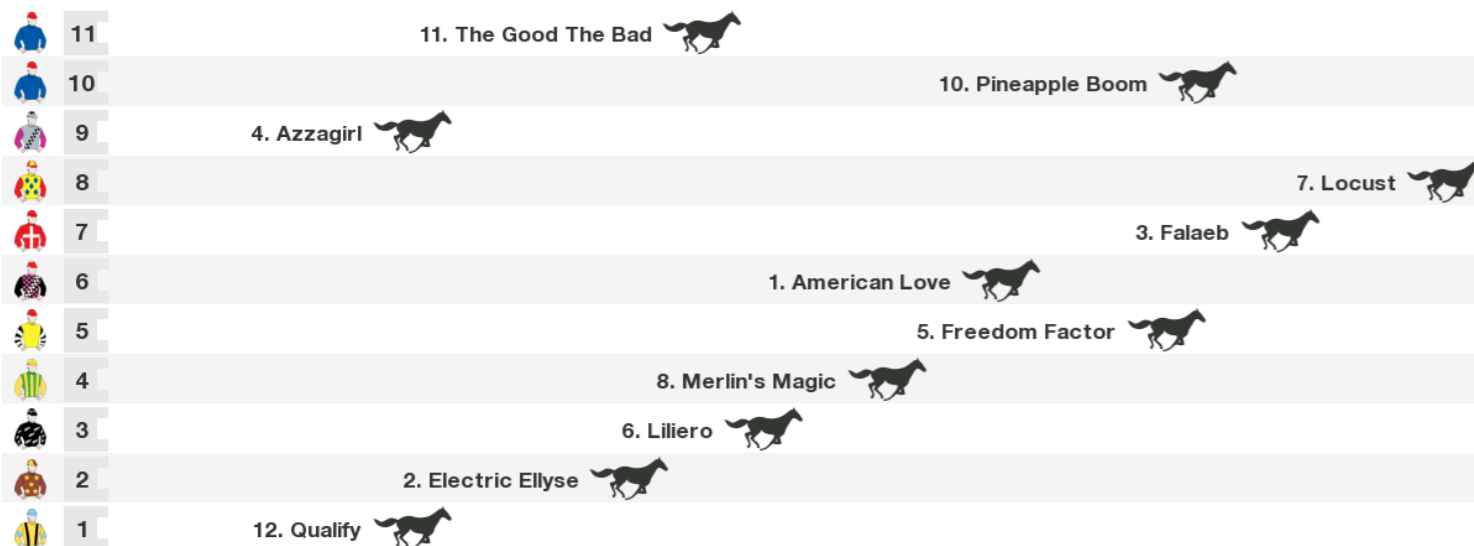 11 11. The Good The Bad
10 10. Pineapple Boom
9 4. Azzagirl
8 7. Locust
7 3. Falaeb
6 1. American Love
5 5. Freedom Factor
4 8. Merlin's Magic
3 6. Liliero
2 2. Electric Ellyse
1 12. Qualify